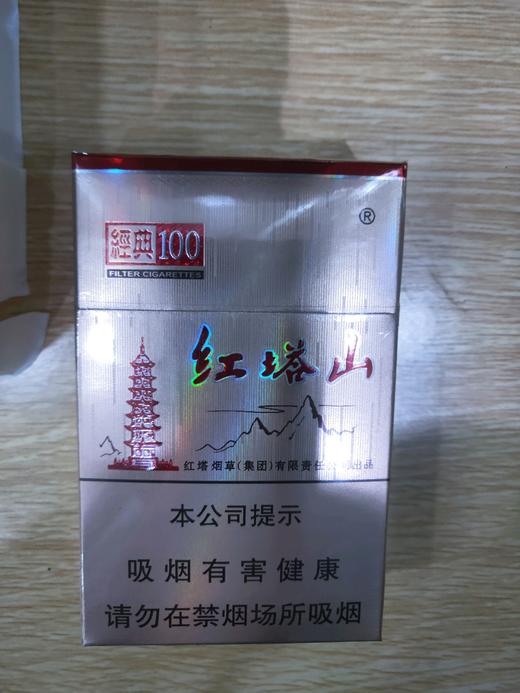 經典100
®
FILTER CIGARETTES
红塔山
红塔烟草(集团)有限责任公司出品
本公司提示
吸烟有害健康
请勿在禁烟场所吸烟